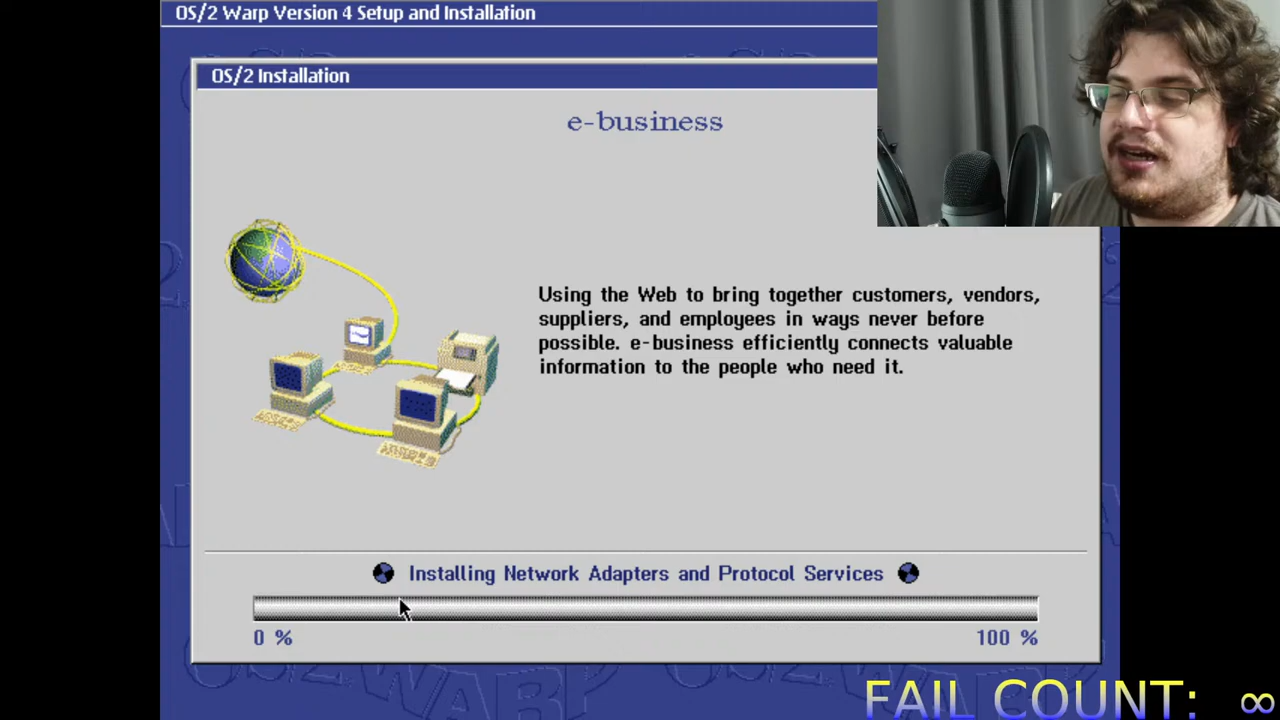 OS/2 Warp Version 4 Setup and Installation
OS/2 Installation
e-business
Using the Web to bring together customers, vendors,
suppliers, and employees in ways never before
possible. e-business efficiently connects valuable
information to the people who need it.
Installing Network Adapters and Protocol Services
0 %
100 %
FAIL COUNT: ∞